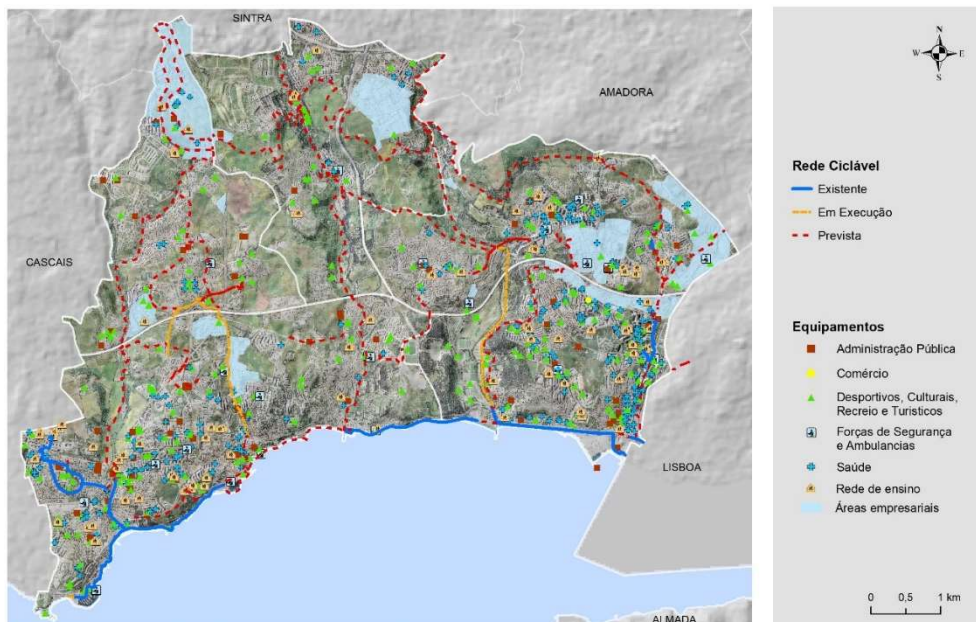 SINTRA
AMADORA
CASCAIS
LISBOA
ALMADA
N
W E
S
Rede Ciclável
Existente
Em Execução
Prevista
Equipamentos
Administração Pública
Comércio
Desportivos, Culturais,
Recreio e Turisticos
Forças de Segurança
e Ambulancias
Saúde
Rede de ensino
Áreas empresariais
0 0,5 1 km